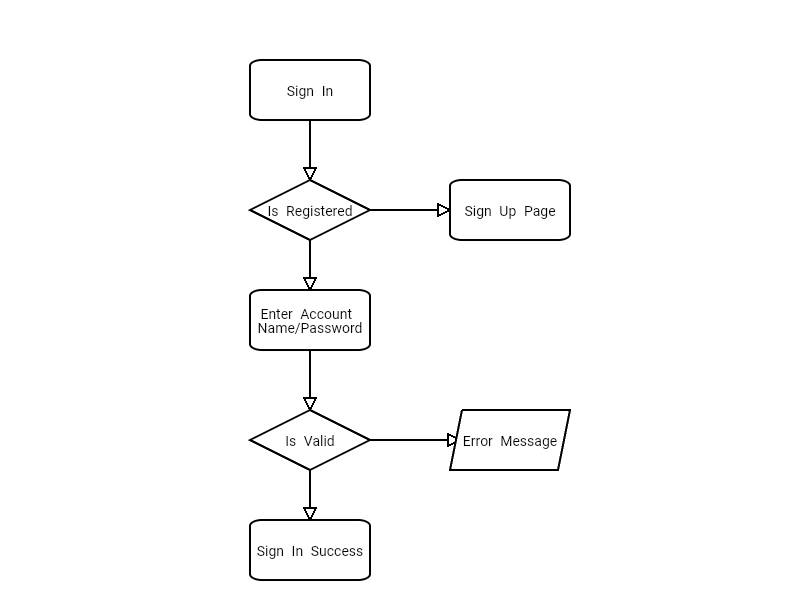 Sign In
Is Registered
Sign Up Page
Enter Account
Name/Password
Is Valid
Error Message
Sign In Success